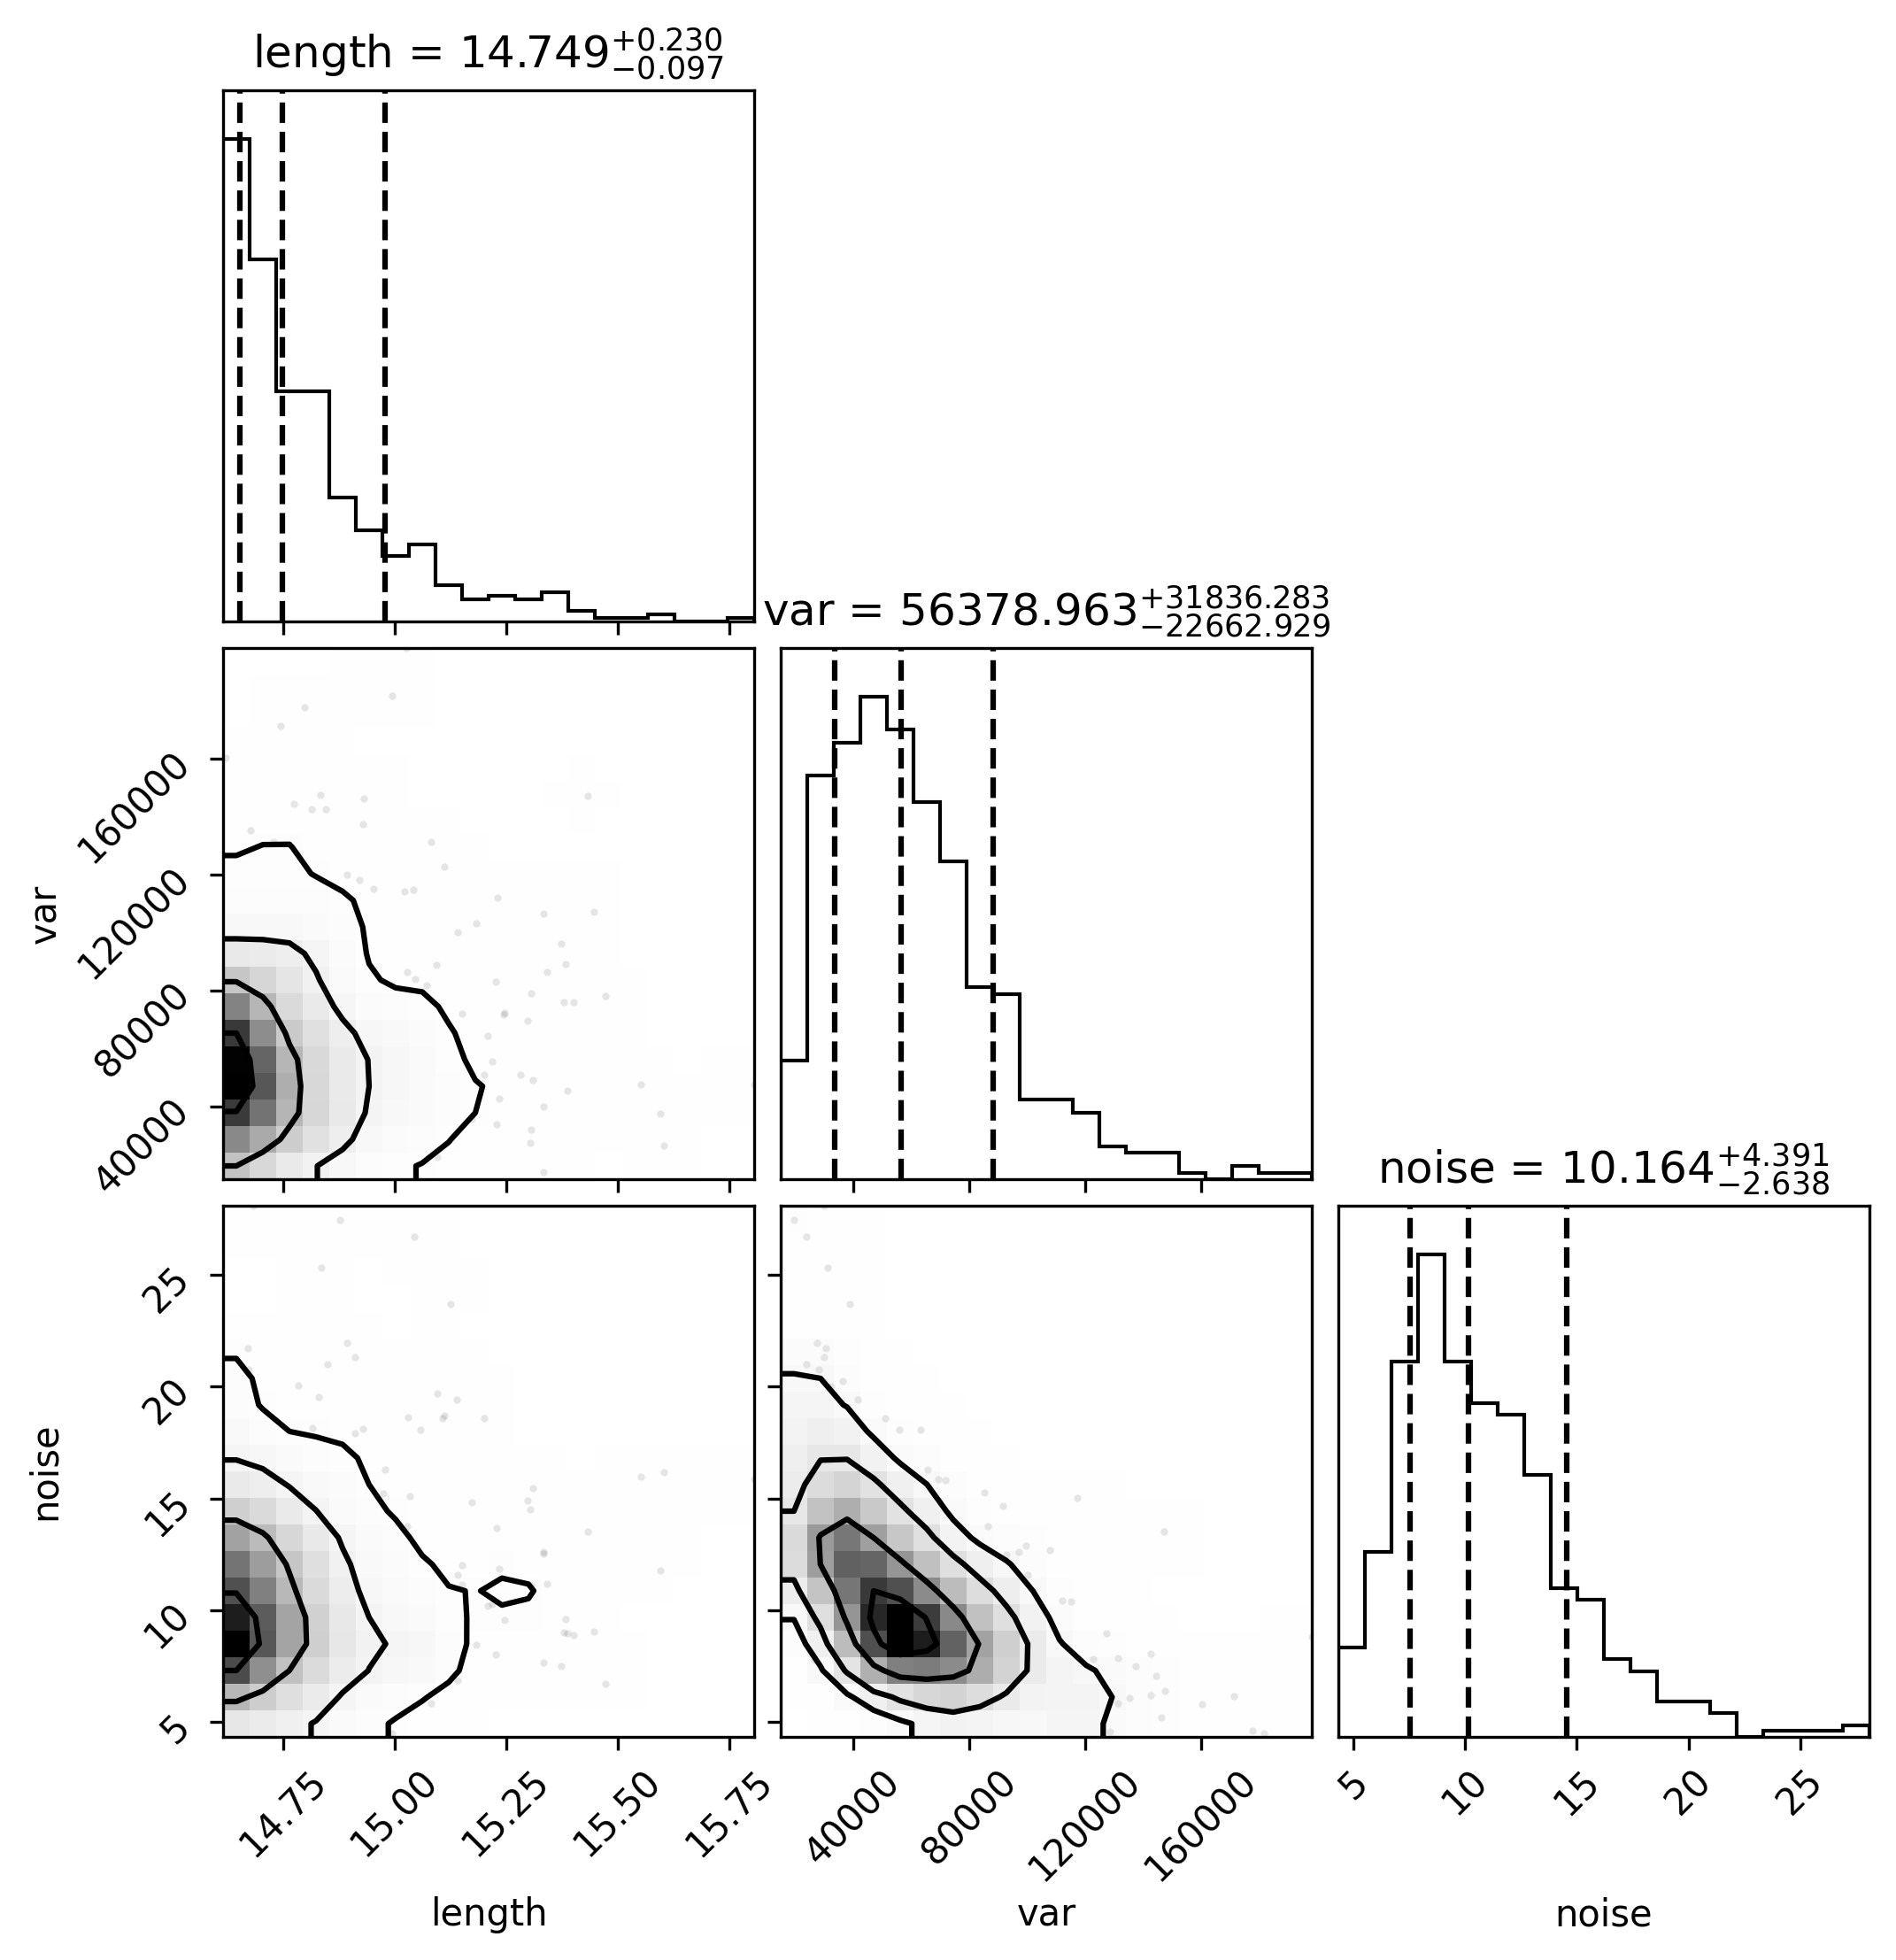 length = 14.749+0.230−0.097
var = 56378.963+31836.283−22662.929
160000
120000
80000
40000
var
noise = 10.164+4.391−2.638
25
20
15
10
5
noise
14.75 15.00 15.25 15.50 15.75
40000 80000 120000 160000
5 10 15 20 25
length
var
noise